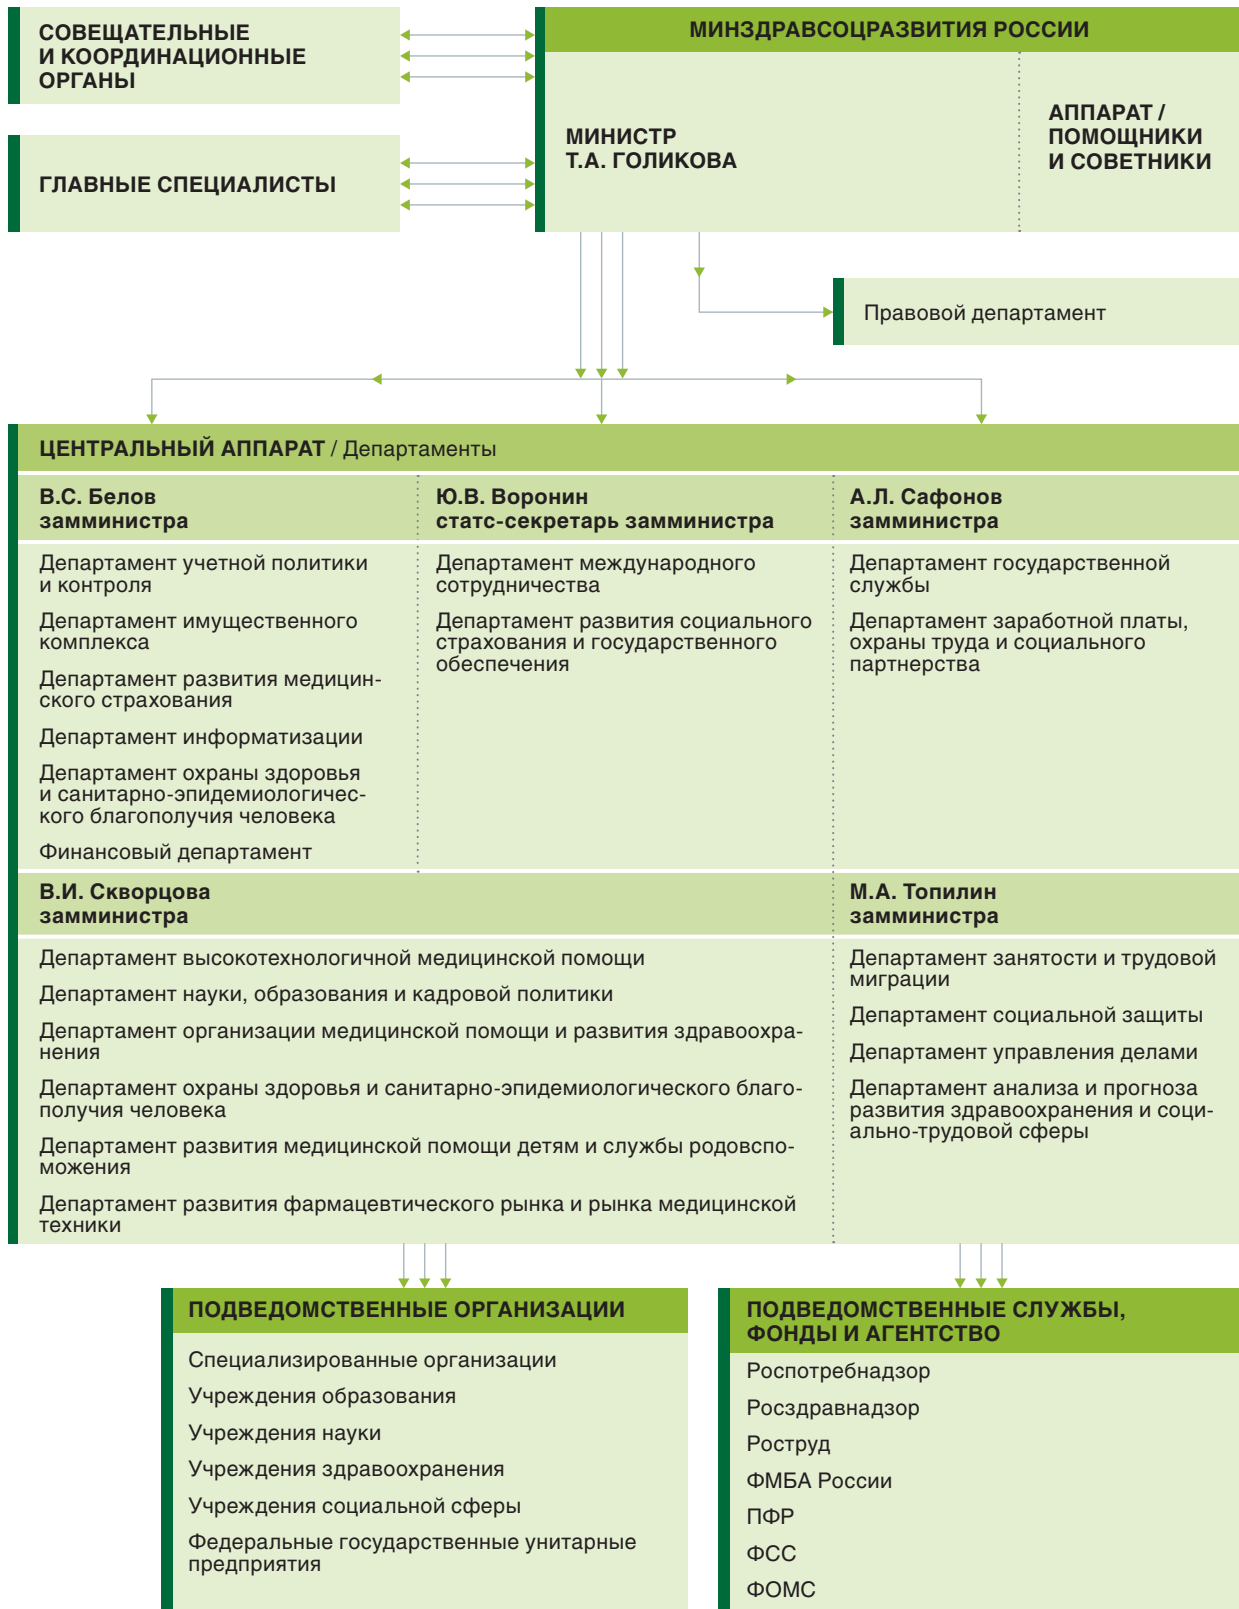 СОВЕЩАТЕЛЬНЫЕ
И КООРДИНАЦИОННЫЕ
ОРГАНЫ
ГЛАВНЫЕ СПЕЦИАЛИСТЫ
МИНЗДРАВСОЦРАЗВИТИЯ РОССИИ
МИНИСТР
Т.А. ГОЛИКОВА
АППАРАТ /
ПОМОЩНИКИ
И СОВЕТНИКИ
Правовой департамент
ЦЕНТРАЛЬНЫЙ АППАРАТ / Департаменты
В.С. Белов
замминистра
Департамент учетной политики
и контроля
Департамент имущественного
комплекса
Департамент развития медицин-
ского страхования
Департамент информатизации
Департамент охраны здоровья
и санитарно-эпидемиологичес-
кого благополучия человека
Финансовый департамент
Ю.В. Воронин
статс-секретарь замминистра
Департамент международного
сотрудничества
Департамент развития социального
страхования и государственного
обеспечения
А.Л. Сафонов
замминистра
Департамент государственной
службы
Департамент заработной платы,
охраны труда и социального
партнерства
В.И. Скворцова
замминистра
Департамент высокотехнологичной медицинской помощи
Департамент науки, образования и кадровой политики
Департамент организации медицинской помощи и развития здравоохра-
нения
Департамент охраны здоровья и санитарно-эпидемиологического благо-
получия человека
Департамент развития медицинской помощи детям и службы родовспо-
можения
Департамент развития фармацевтического рынка и рынка медицинской
техники
М.А. Топилин
замминистра
Департамент занятости и трудовой
миграции
Департамент социальной защиты
Департамент управления делами
Департамент анализа и прогноза
развития здравоохранения и соци-
ально-трудовой сферы
ПОДВЕДОМСТВЕННЫЕ ОРГАНИЗАЦИИ
Специализированные организации
Учреждения образования
Учреждения науки
Учреждения здравоохранения
Учреждения социальной сферы
Федеральные государственные унитарные
предприятия
ПОДВЕДОМСТВЕННЫЕ СЛУЖБЫ,
ФОНДЫ И АГЕНТСТВО
Роспотребнадзор
Росздравнадзор
Роструд
ФМБА России
ПФР
ФСС
ФОМС